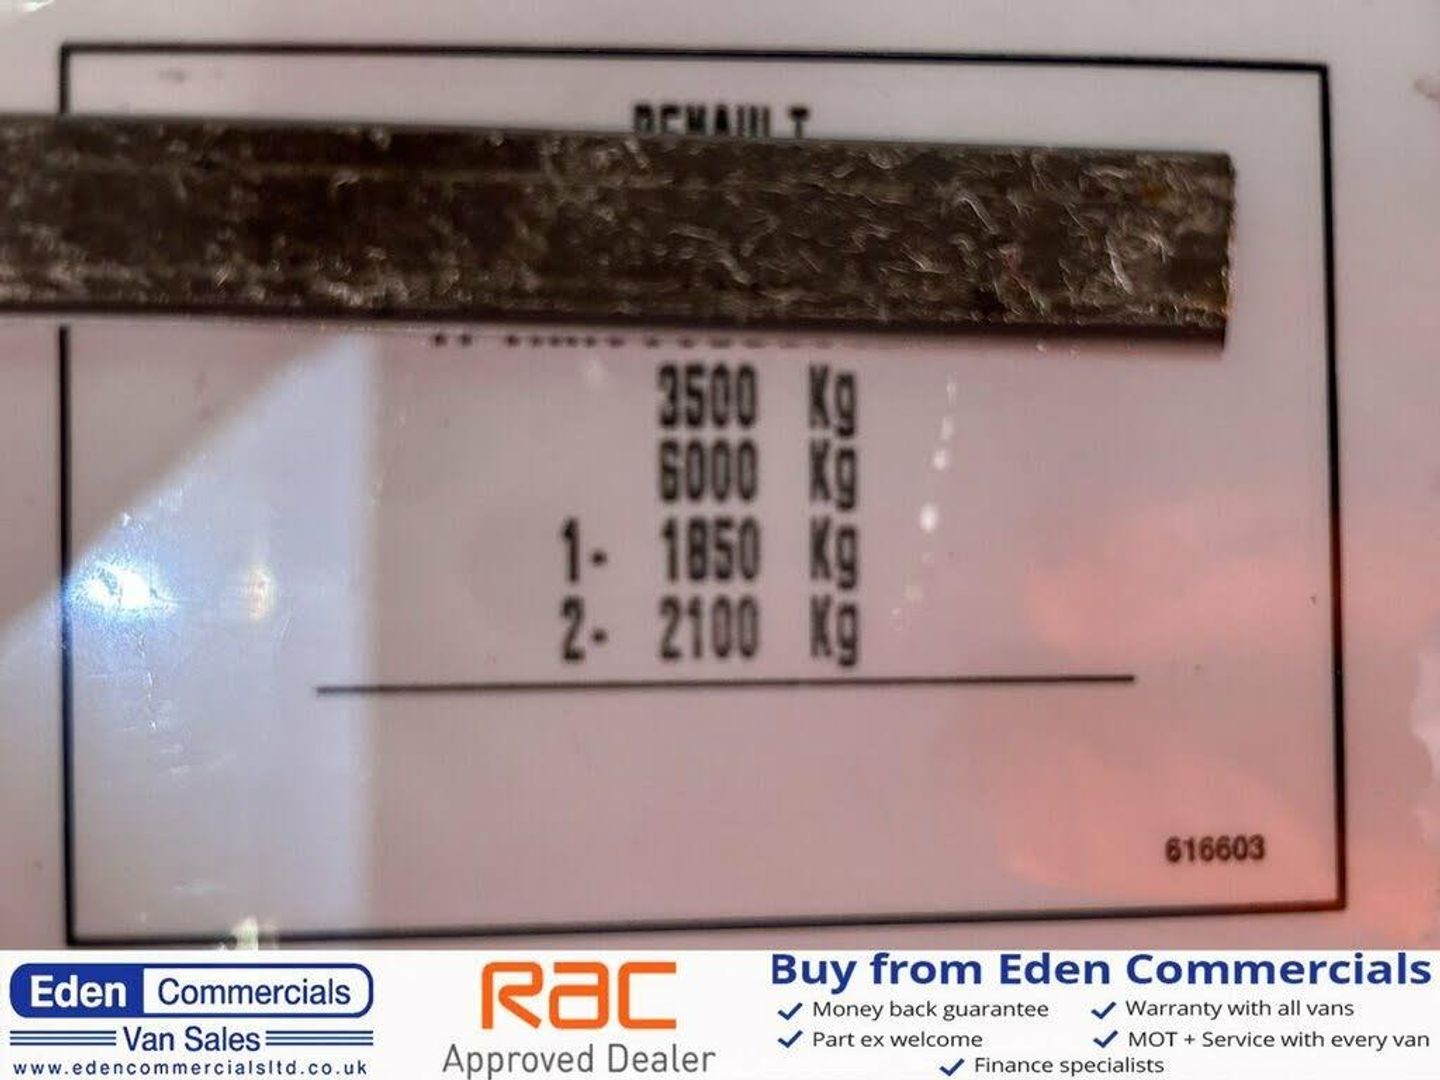 RENAULT
3500 Kg
6000 Kg
1- 1850 Kg
2- 2100 Kg
616603
Eden Commercials
Van Sales
www.edencommercialsltd.co.uk
RAC
Approved Dealer
Buy from Eden Commercials
Money back guarantee
Warranty with all vans
Part ex welcome
MOT + Service with every van
Finance specialists